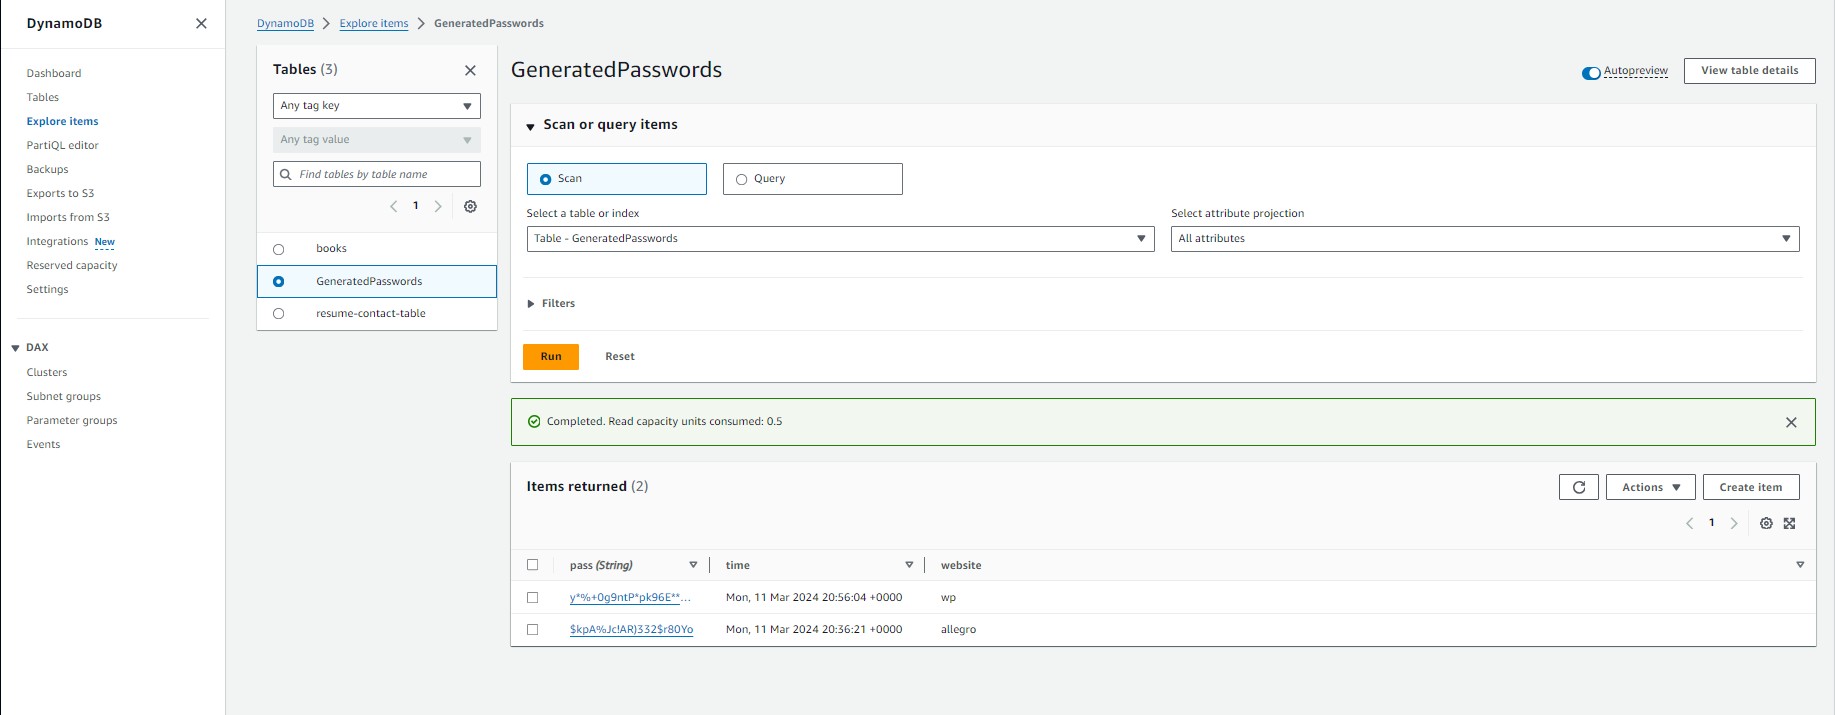 DynamoDB
Dashboard
Tables
Explore items
PartiQL editor
Backups
Exports to S3
Imports from S3
Integrations New
Reserved capacity
Settings
DAX
Clusters
Subnet groups
Parameter groups
Events
DynamoDB > Explore items > GeneratedPasswords
Tables (3)
Any tag key
Any tag value
Find tables by table name
1
books
GeneratedPasswords
resume-contact-table
GeneratedPasswords
Autopreview
View table details
Scan or query items
Scan
Query
Select a table or index
Table - GeneratedPasswords
Select attribute projection
All attributes
Filters
Run
Reset
Completed. Read capacity units consumed: 0.5
Items returned (2)
Actions
Create item
1
pass (String) time website
y*%+0g9ntP*pk96E**... Mon, 11 Mar 2024 20:56:04 +0000 wp
$kpA%Jc!AR}332$r80Yo Mon, 11 Mar 2024 20:36:21 +0000 allegro